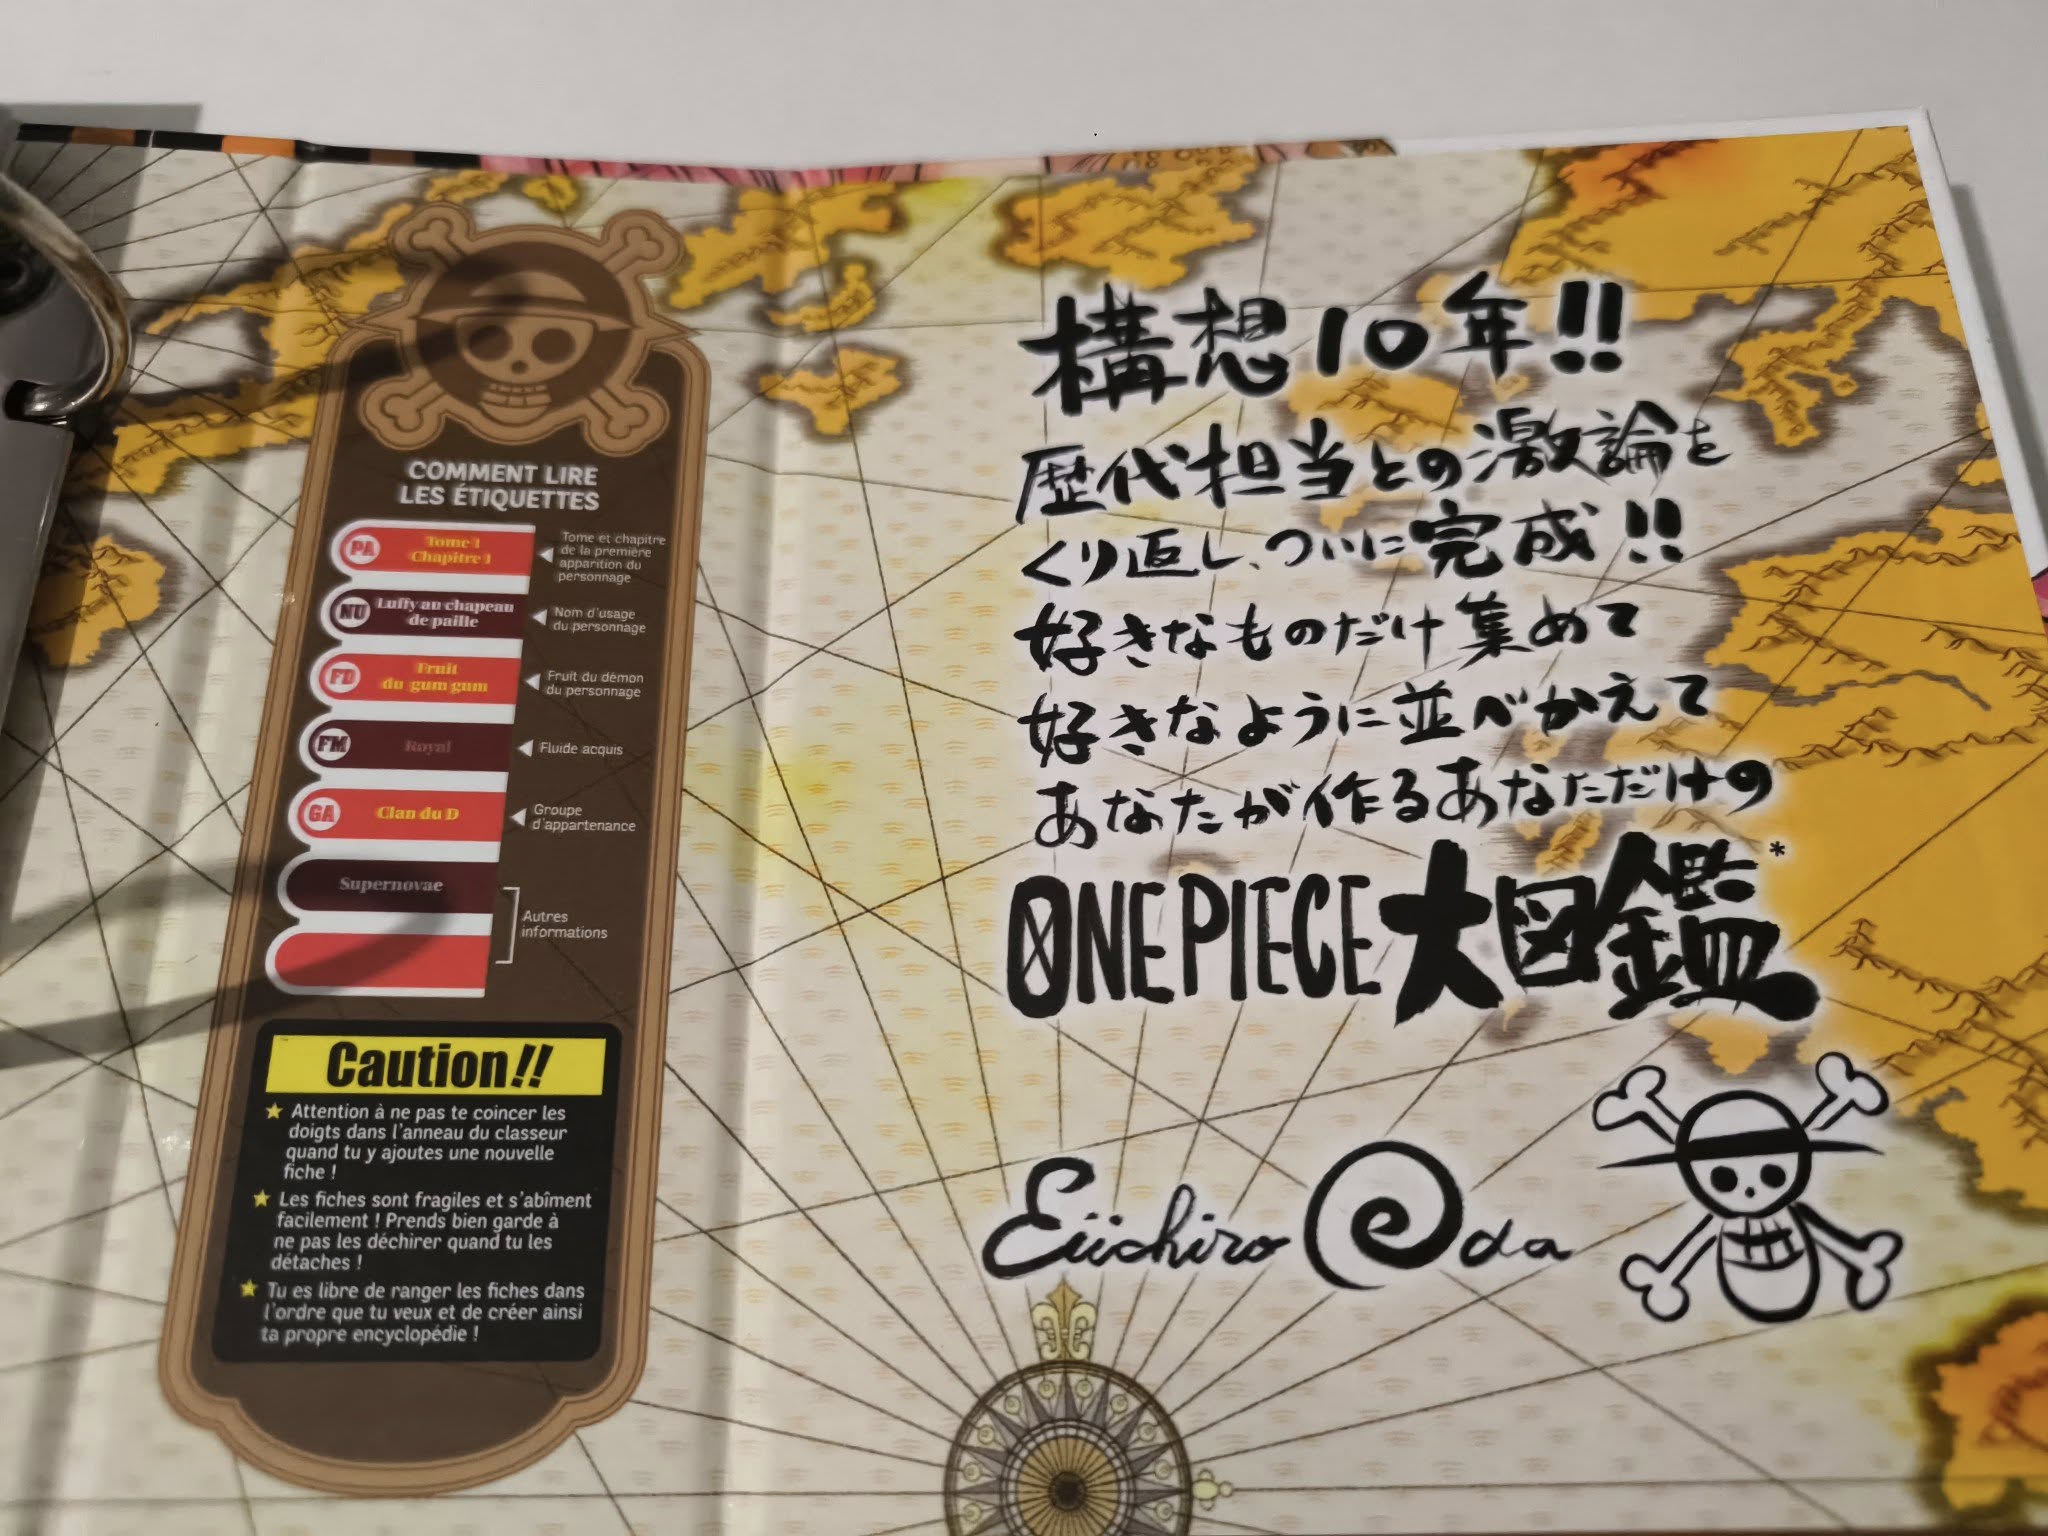 COMMENT LIRE
LES ÉTIQUETTES
PA
Tome 1
Chapitre 1
Tome et chapitre
de la première
apparition du
personnage
NU
Luffy au chapeau
de paille
Nom d'usage
du personnage
FD
Fruit
du gum gum
Fruit du démon
du personnage
FM
Royal
Fluide acquis
GA
Clan du D
Groupe
d'appartenance
Supernovae
Autres
informations
Caution!!
★ Attention à ne pas te coincer les
doigts dans l'anneau du classeur
quand tu y ajoutes une nouvelle
fiche !
★ Les fiches sont fragiles et s'abîment
facilement ! Prends bien garde à
ne pas les déchirer quand tu les
détaches !
★ Tu es libre de ranger les fiches dans
l'ordre que tu veux et de créer ainsi
ta propre encyclopédie !
構想10年!!
歴代担当との激論を
くり返し、ついに完成!!
好きなものだけ集めて
好きなように並べかえて
あなたが作るあなただけの
ONE PIECE大図鑑*
Eiichiro Oda